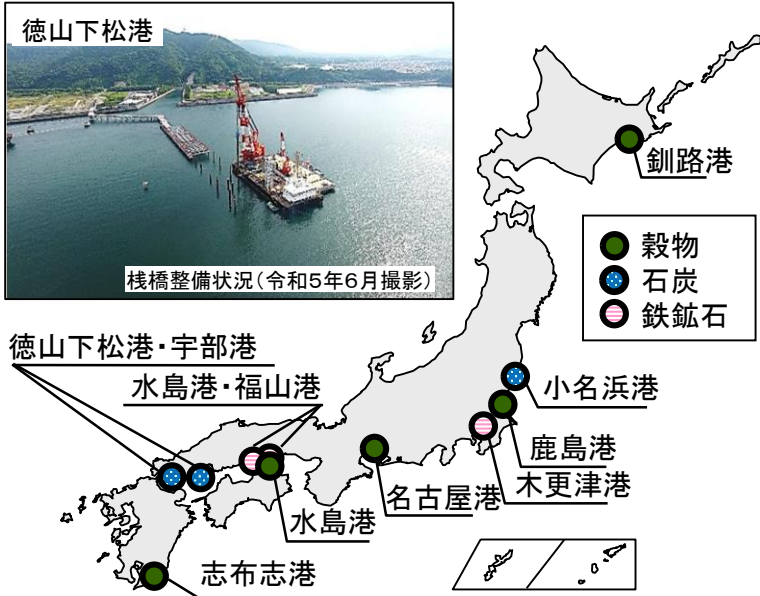 徳山下松港
桟橋整備状況(令和5年6月撮影)
釧路港
穀物
石炭
鉄鉱石
徳山下松港・宇部港
水島港・福山港
小名浜港
鹿島港
木更津港
名古屋港
水島港
志布志港